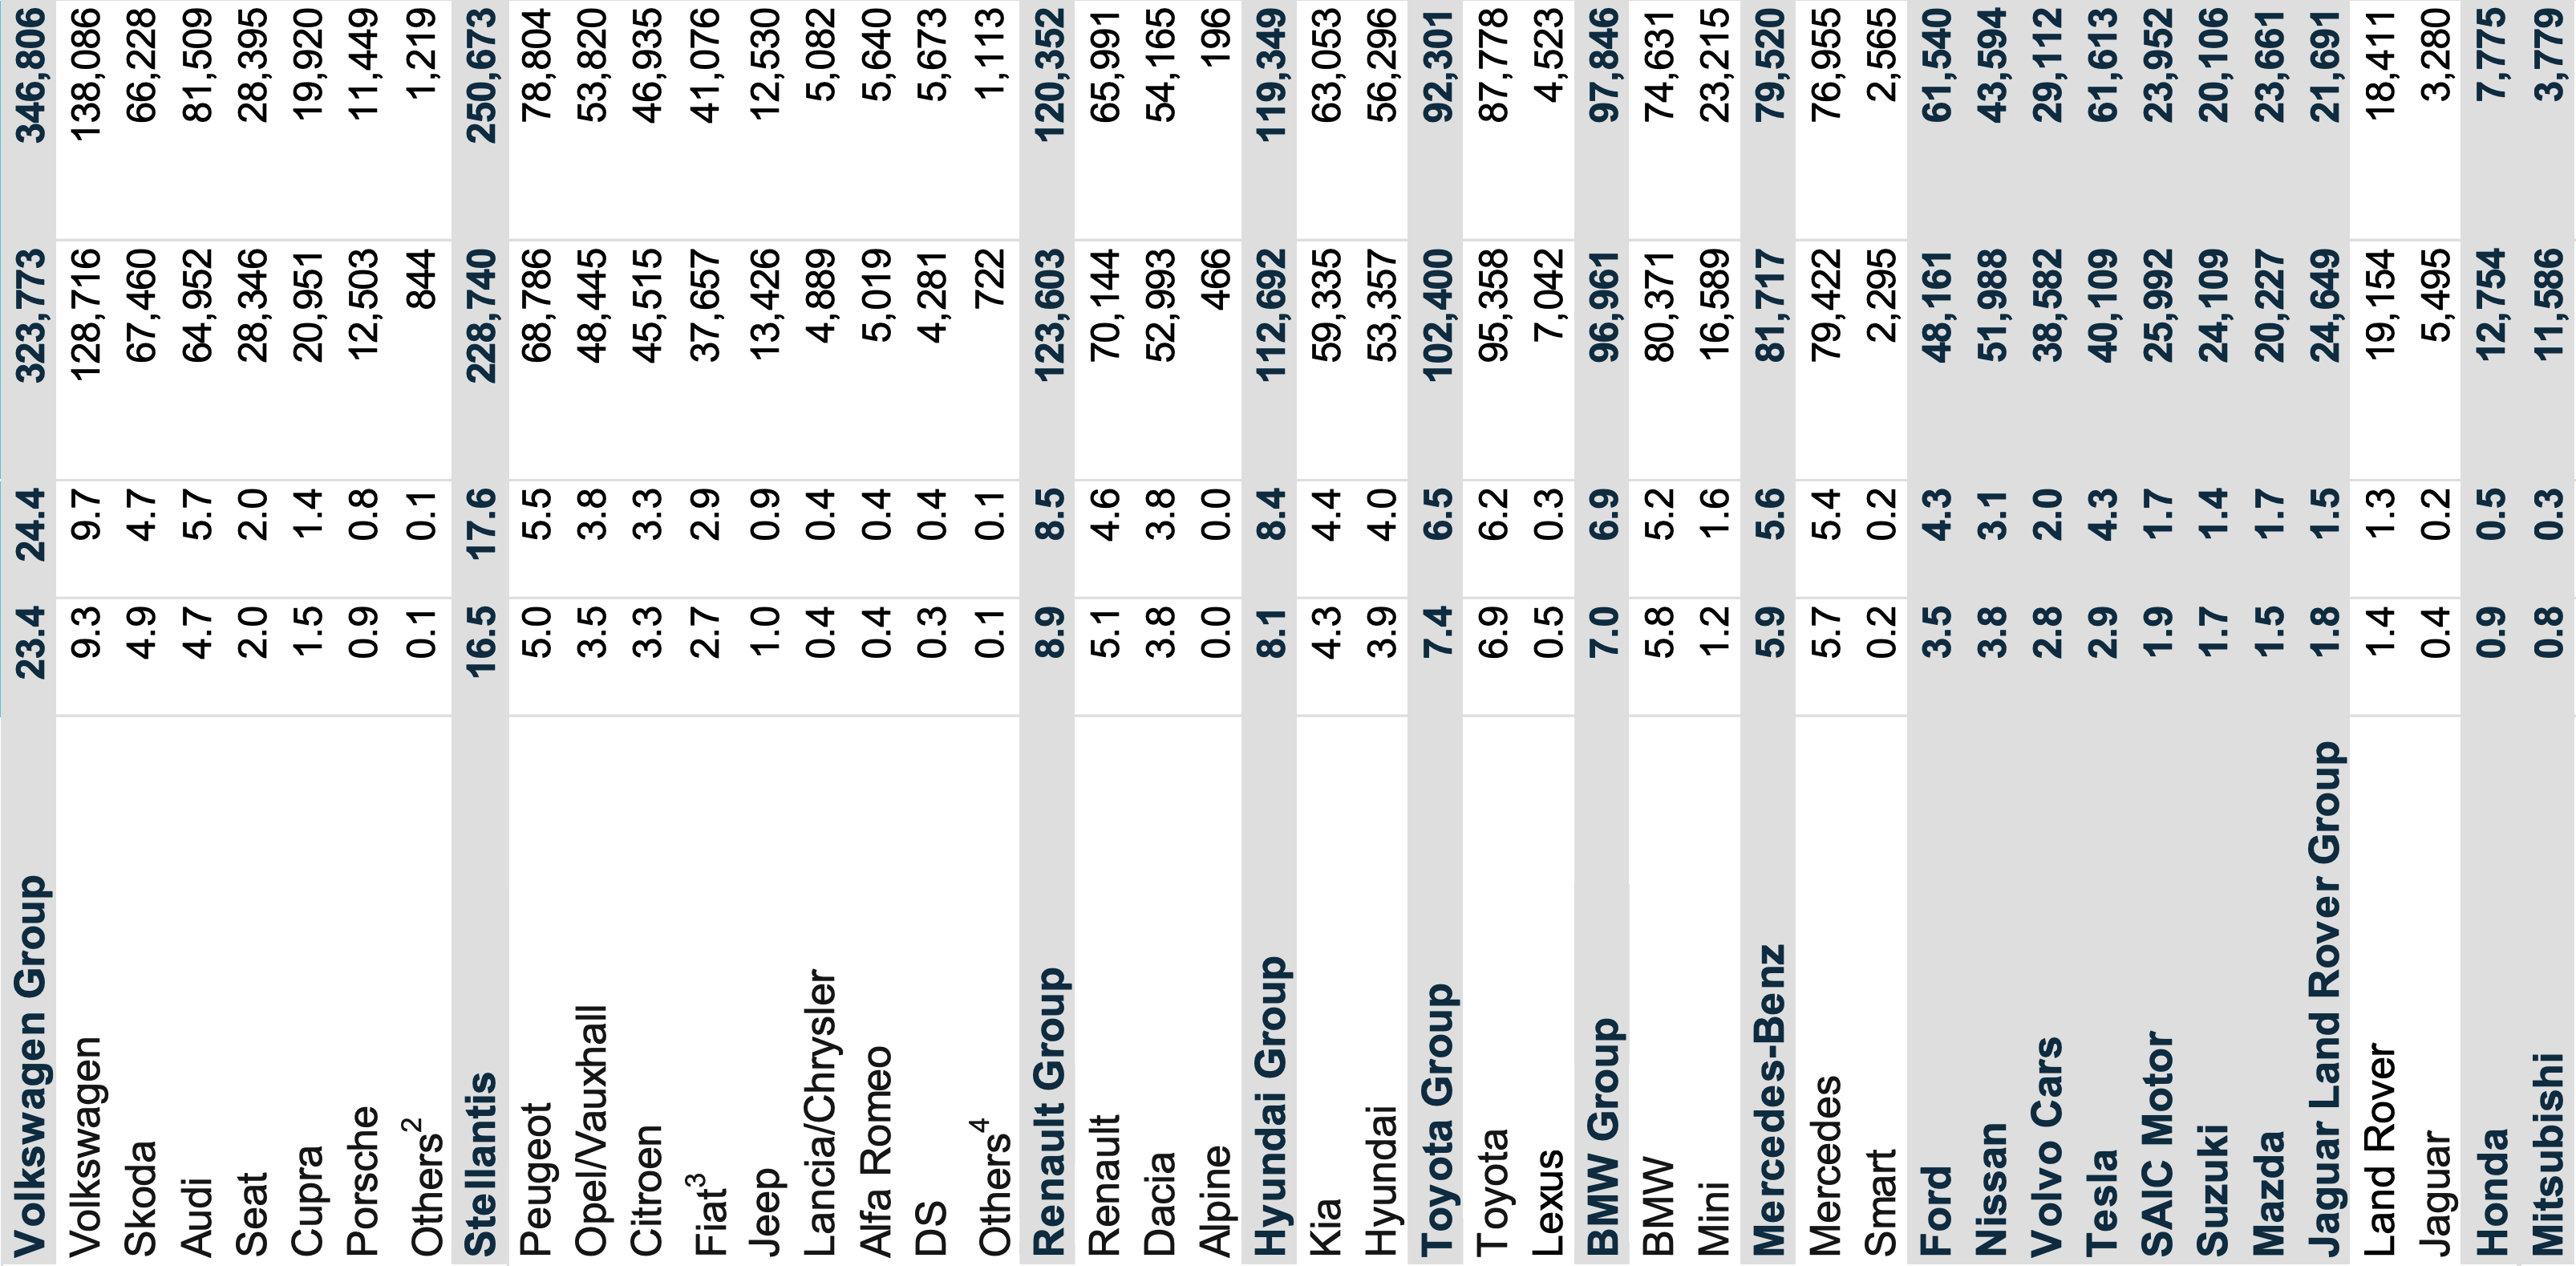 Volkswagen Group 23.4 24.4 323,773 346,806
Volkswagen 9.3 9.7 128,716 138,086
Skoda 4.9 4.7 67,460 66,228
Audi 4.7 5.7 64,952 81,509
Seat 2.0 2.0 28,346 28,395
Cupra 1.5 1.4 20,951 19,920
Porsche 0.9 0.8 12,503 11,449
Others² 0.1 0.1 844 1,219
Stellantis 16.5 17.6 228,740 250,673
Peugeot 5.0 5.5 68,786 78,804
Opel/Vauxhall 3.5 3.8 48,445 53,820
Citroen 3.3 3.3 45,515 46,935
Fiat³ 2.7 2.9 37,657 41,076
Jeep 1.0 0.9 13,426 12,530
Lancia/Chrysler 0.4 0.4 4,889 5,082
Alfa Romeo 0.4 0.4 5,019 5,640
DS 0.3 0.4 4,281 5,673
Others⁴ 0.1 0.1 722 1,113
Renault Group 8.9 8.5 123,603 120,352
Renault 5.1 4.6 70,144 65,991
Dacia 3.8 3.8 52,993 54,165
Alpine 0.0 0.0 466 196
Hyundai Group 8.1 8.4 112,692 119,349
Kia 4.3 4.4 59,335 63,053
Hyundai 3.9 4.0 53,357 56,296
Toyota Group 7.4 6.5 102,400 92,301
Toyota 6.9 6.2 95,358 87,778
Lexus 0.5 0.3 7,042 4,523
BMW Group 7.0 6.9 96,961 97,846
BMW 5.8 5.2 80,371 74,631
Mini 1.2 1.6 16,589 23,215
Mercedes-Benz 5.9 5.6 81,717 79,520
Mercedes 5.7 5.4 79,422 76,955
Smart 0.2 0.2 2,295 2,565
Ford 3.5 4.3 48,161 61,540
Nissan 3.8 3.1 51,988 43,594
Volvo Cars 2.8 2.0 38,582 29,112
Tesla 2.9 4.3 40,109 61,613
SAIC Motor 1.9 1.7 25,992 23,952
Suzuki 1.7 1.4 24,109 20,106
Mazda 1.5 1.7 20,227 23,661
Jaguar Land Rover Group 1.8 1.5 24,649 21,691
Land Rover 1.4 1.3 19,154 18,411
Jaguar 0.4 0.2 5,495 3,280
Honda 0.9 0.5 12,754 7,775
Mitsubishi 0.8 0.3 11,586 3,779